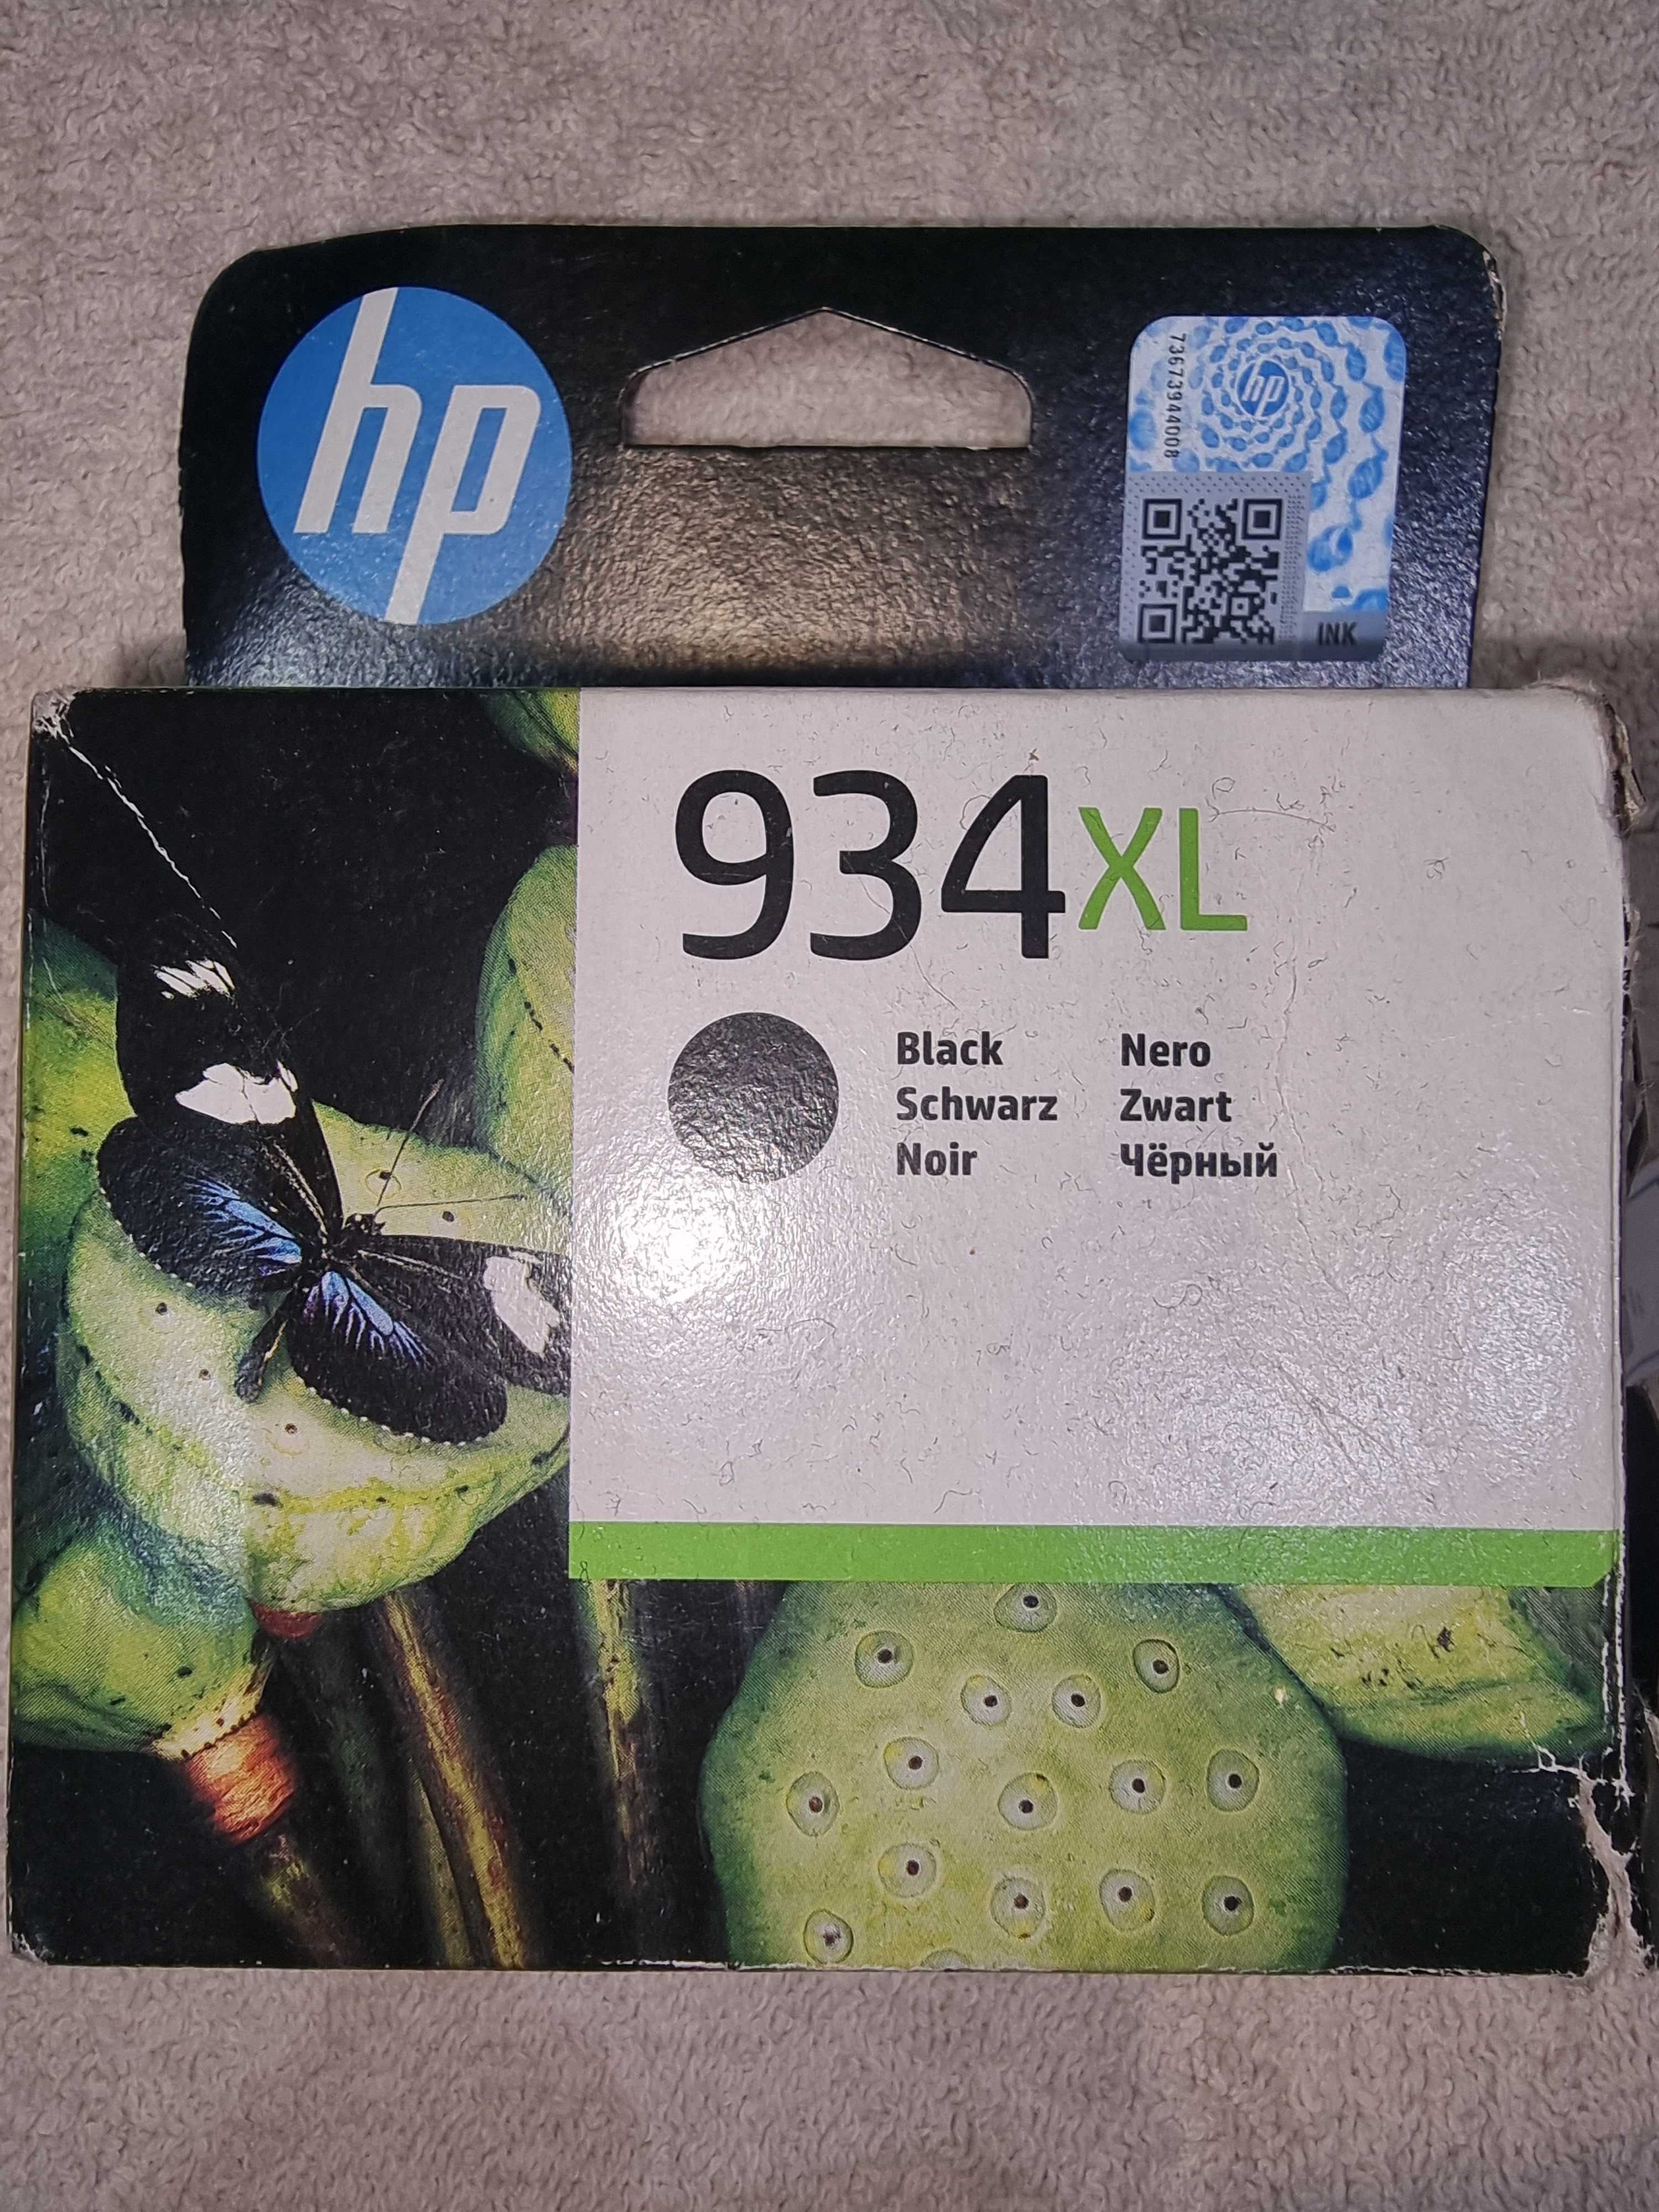 hp
73673944008
hp
INK
934XL
Black
Schwarz
Noir
Nero
Zwart
Чёрный